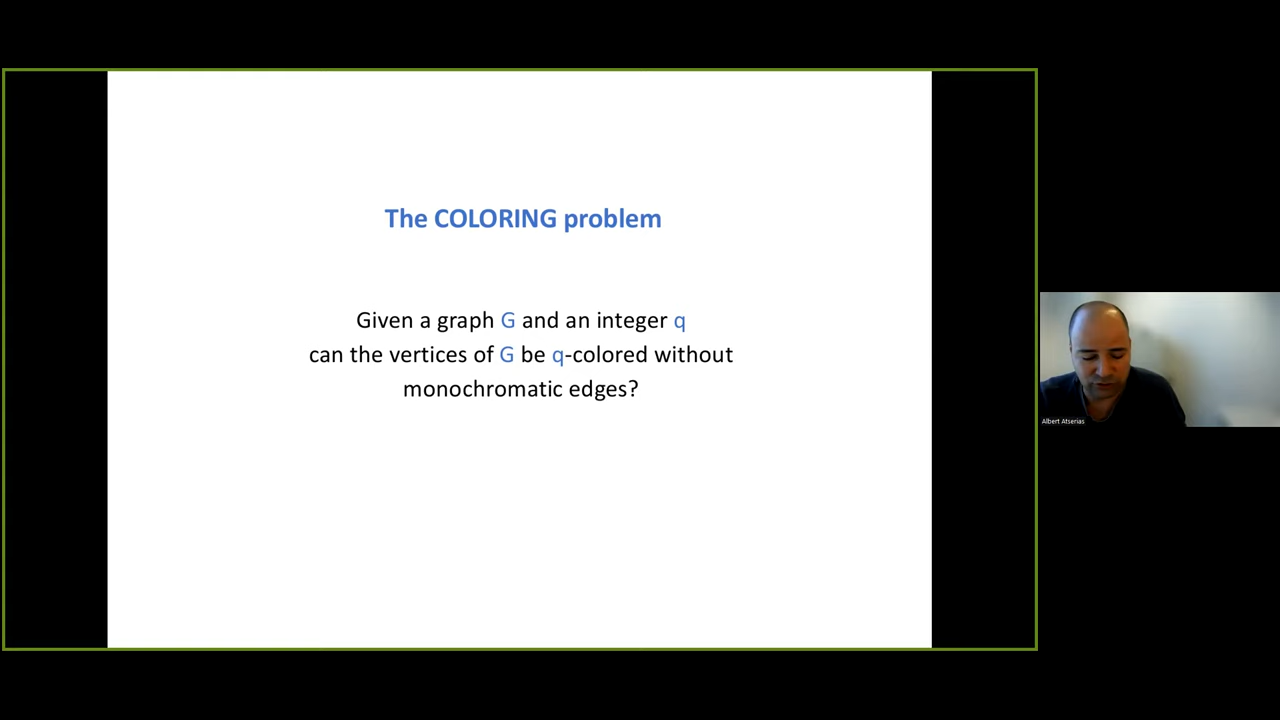 The COLORING problem
Given a graph G and an integer q
can the vertices of G be q-colored without
monochromatic edges?
Albert Atserias